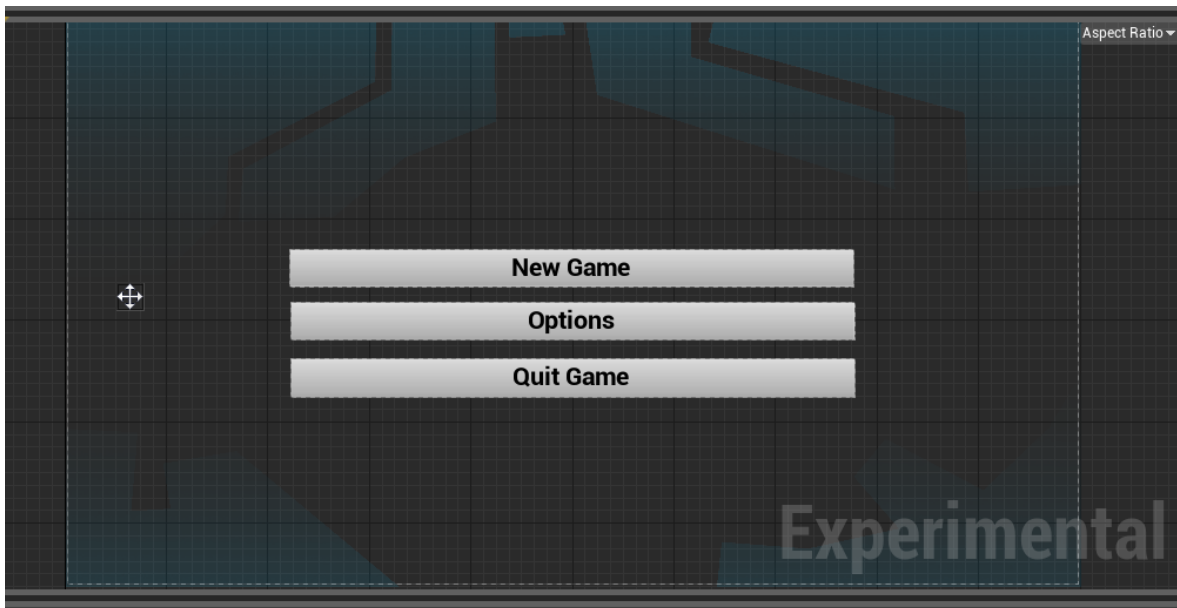 Aspect Ratio
New Game
Options
Quit Game
Experimental